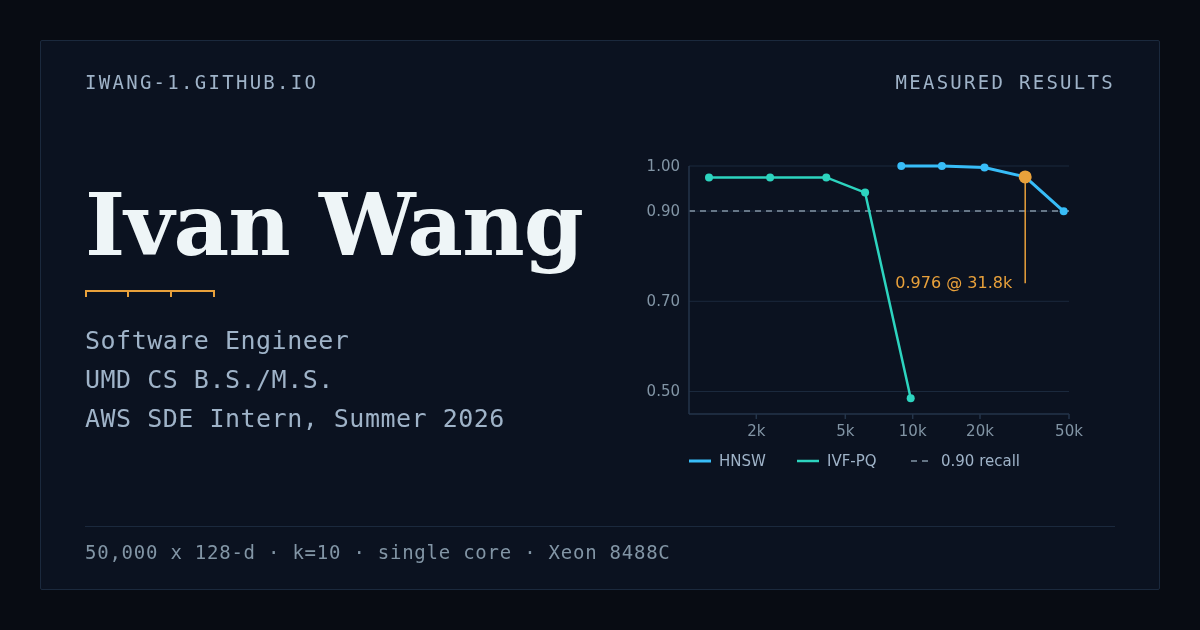 IWANG-1.GITHUB.IO
MEASURED RESULTS
Ivan Wang
Software Engineer
UMD CS B.S./M.S.
AWS SDE Intern, Summer 2026
1.00
0.90
0.70
0.50
0.976 @ 31.8k
2k 5k 10k 20k 50k
HNSW IVF-PQ 0.90 recall
50,000 x 128-d · k=10 · single core · Xeon 8488C